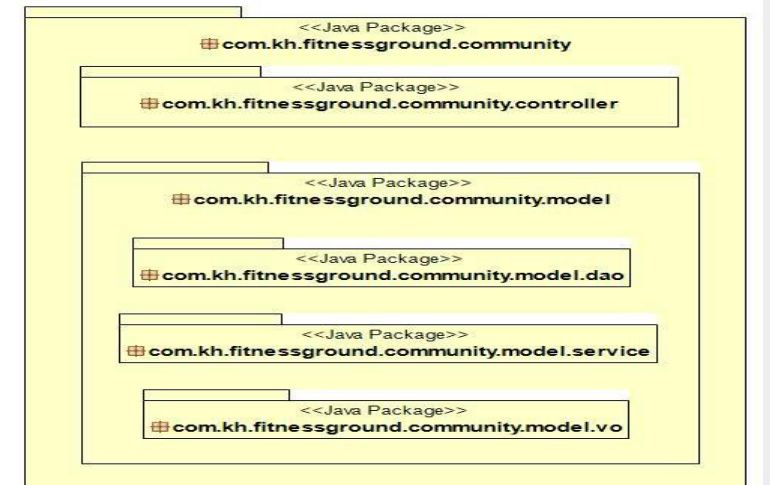 <<Java Package>>
com.kh.fitnessground.community
<<Java Package>>
com.kh.fitnessground.community.controller
<<Java Package>>
com.kh.fitnessground.community.model
<<Java Package>>
com.kh.fitnessground.community.model.dao
<<Java Package>>
com.kh.fitnessground.community.model.service
<<Java Package>>
com.kh.fitnessground.community.model.vo